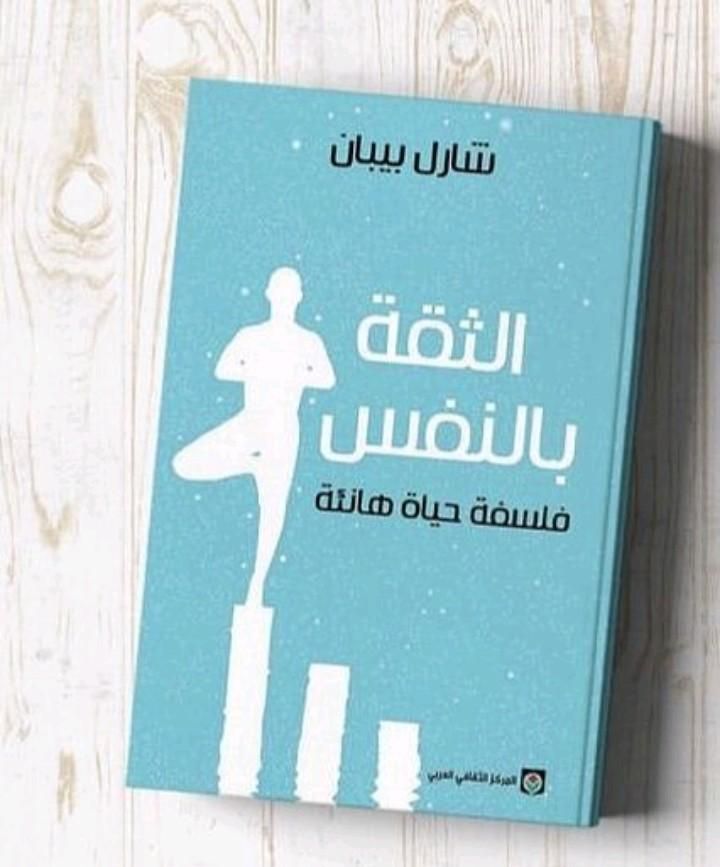 شارل بيبان
الثقة
بالنفس
فلسفة حياة هانئة
المركز الثقافي العربي